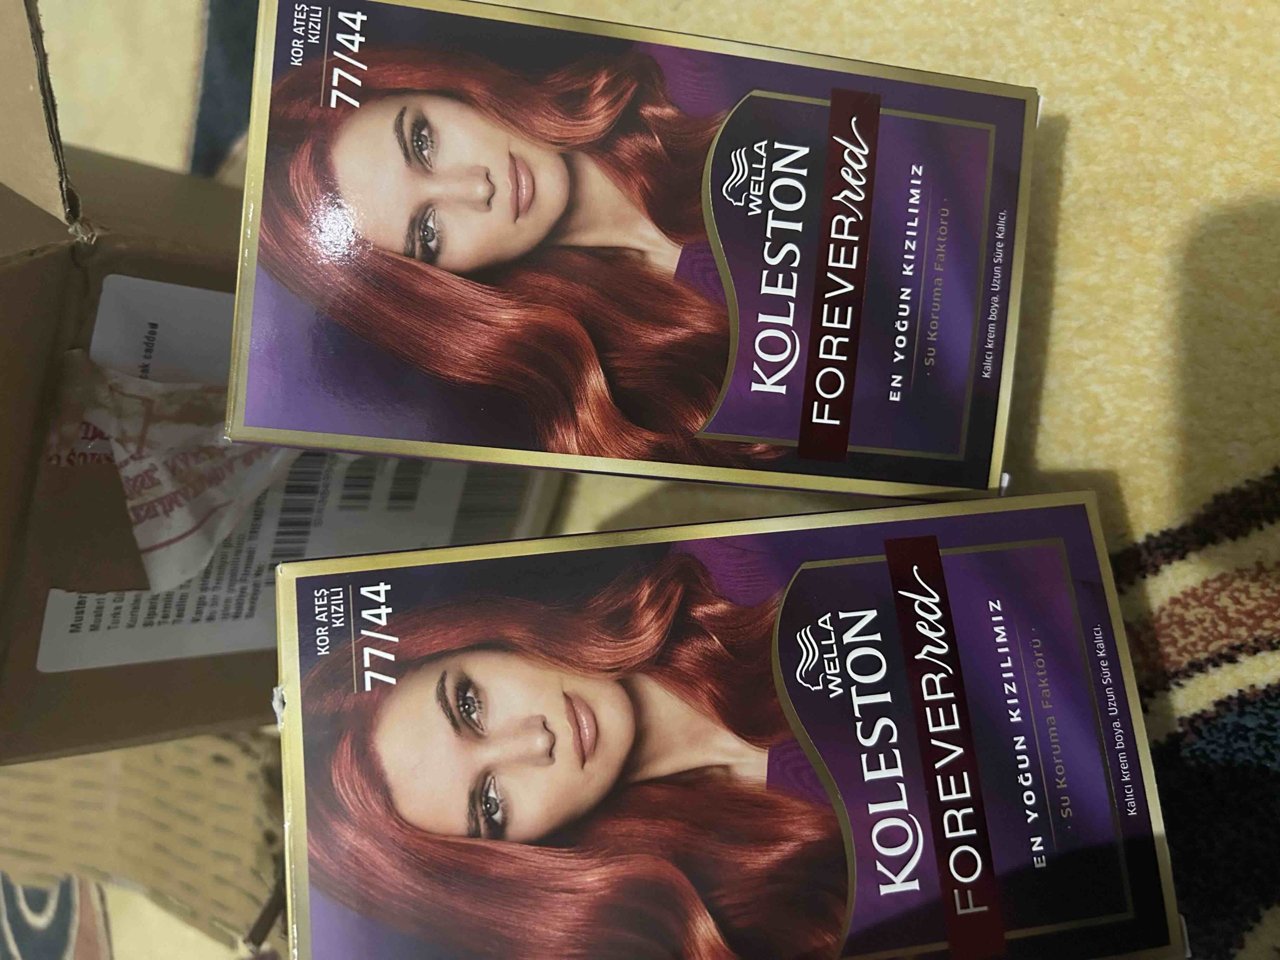 KOR ATEŞ
KIZILI
77/44
WELLA
KOLESTON
FOREVERred
EN YOĞUN KIZILIMIZ
· Su Koruma Faktörü ·
Kalıcı krem boya. Uzun Süre Kalıcı.
KOR ATEŞ
KIZILI
77/44
WELLA
KOLESTON
FOREVERred
EN YOĞUN KIZILIMIZ
· Su Koruma Faktörü ·
Kalıcı krem boya. Uzun Süre Kalıcı.